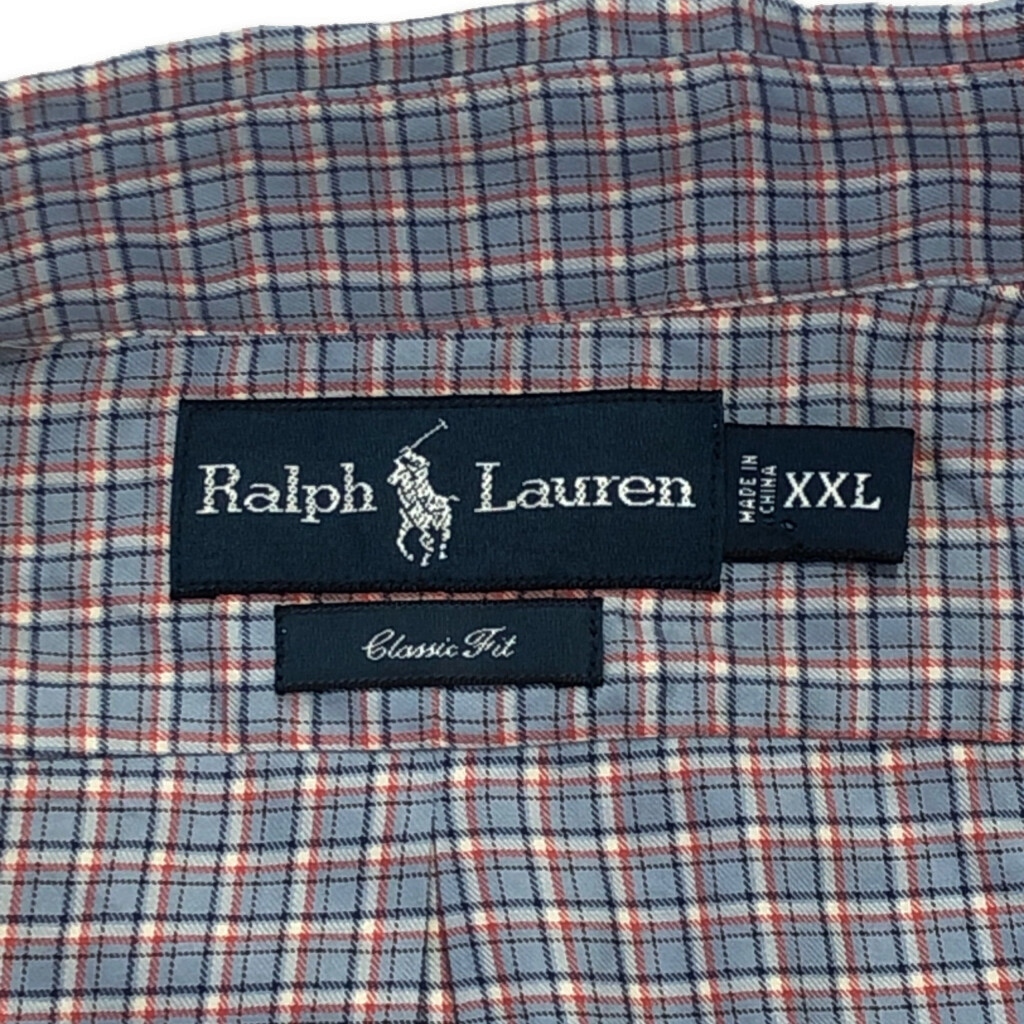 Ralph Lauren
MADE IN
CHINA
XXL
Classic Fit